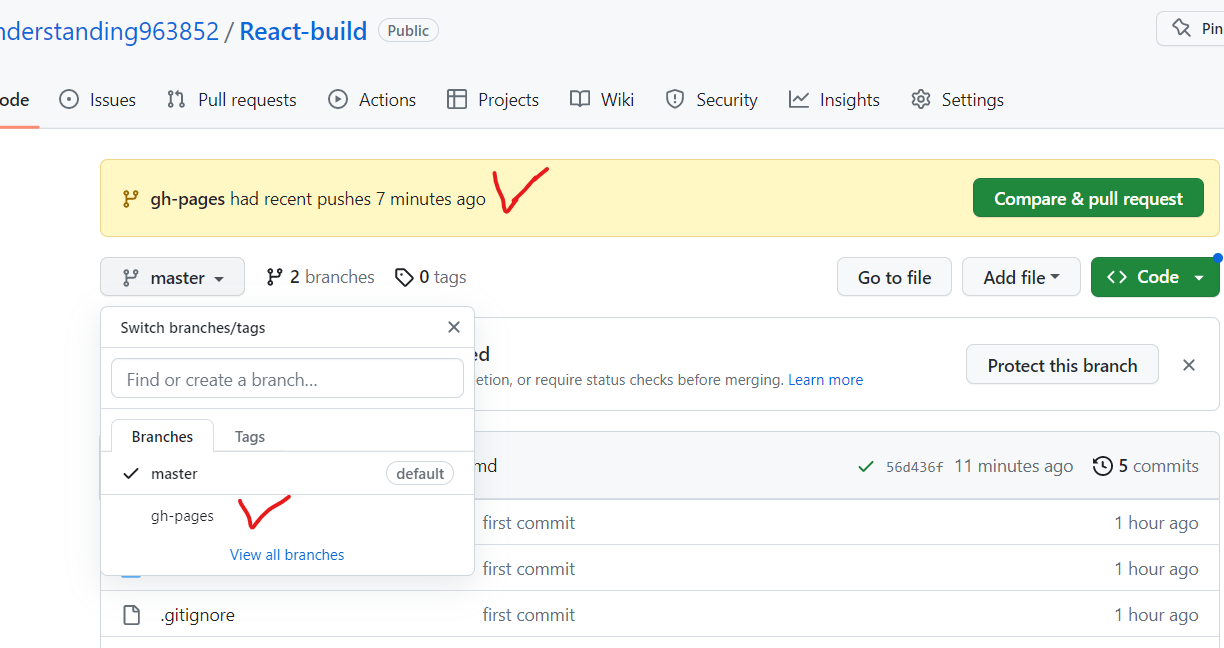 nderstanding963852 / React-build Public Pin
ode Issues Pull requests Actions Projects Wiki Security Insights Settings
gh-pages had recent pushes 7 minutes ago Compare & pull request
master 2 branches 0 tags Go to file Add file Code
Switch branches/tags
ed
Find or create a branch...
etion, or require status checks before merging. Learn more
Protect this branch
Branches Tags
master default
md 56d436f 11 minutes ago 5 commits
gh-pages
first commit 1 hour ago
View all branches
first commit 1 hour ago
.gitignore first commit 1 hour ago